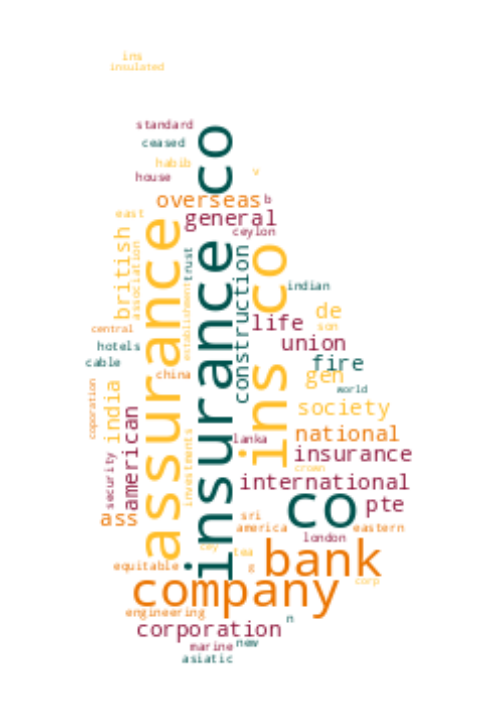 ins
insulated
standard
ceased
habib
house
v
overseas
b
east
general
ceylon
insurance co
assurance
ins co
british
association
trust
construction
establishment
indian
de
life
son
central
union
hotels
fire
cable
china
gen
world
coporation
india
american
society
national
lanka
investments
insurance
security
crown
international
co
pte
ass
sri
america
eastern
london
cey
tea
bank
equitable
g
company
corp
engineering
n
corporation
new
marine
asiatic